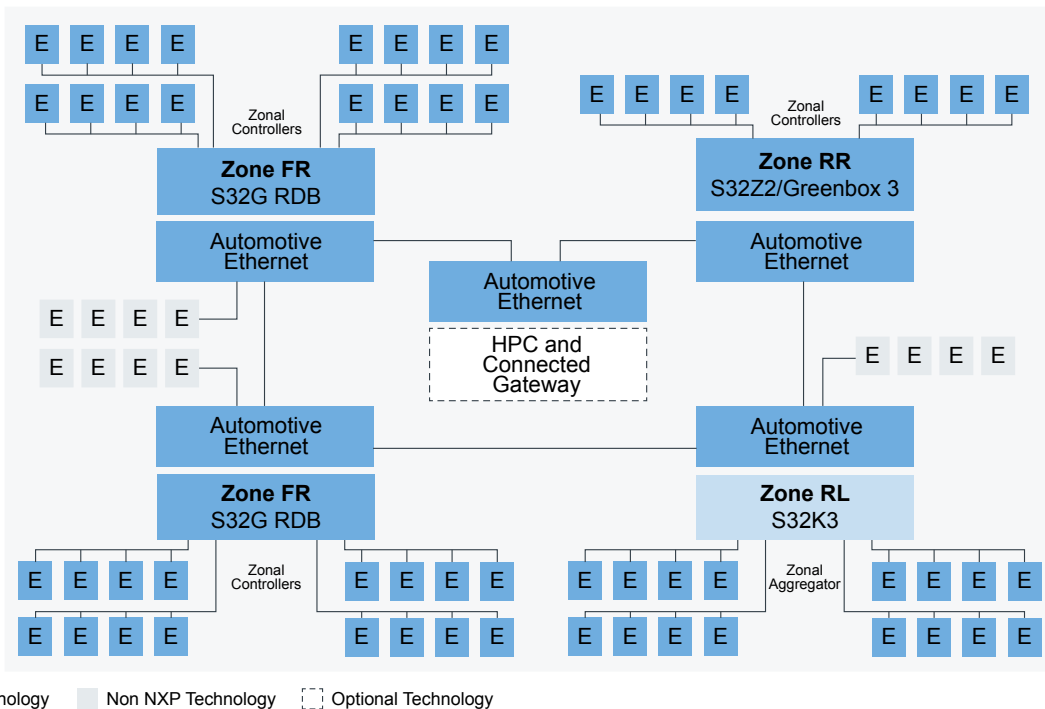 E E E E E E E E
E E E E E E E E
E E E E E E E E
Zonal
Controllers
Zonal
Controllers
Zone FR
S32G RDB
Zone RR
S32Z2/Greenbox 3
Automotive
Ethernet
Automotive
Ethernet
Automotive
Ethernet
E E E E
HPC and
Connected
Gateway
E E E E
E E E E
Automotive
Ethernet
Automotive
Ethernet
Zone FR
S32G RDB
Zone RL
S32K3
Zonal
Controllers
Zonal
Aggregator
E E E E E E E E
E E E E E E E E
E E E E E E E E
E E E E E E E E
Non NXP Technology
Optional Technology